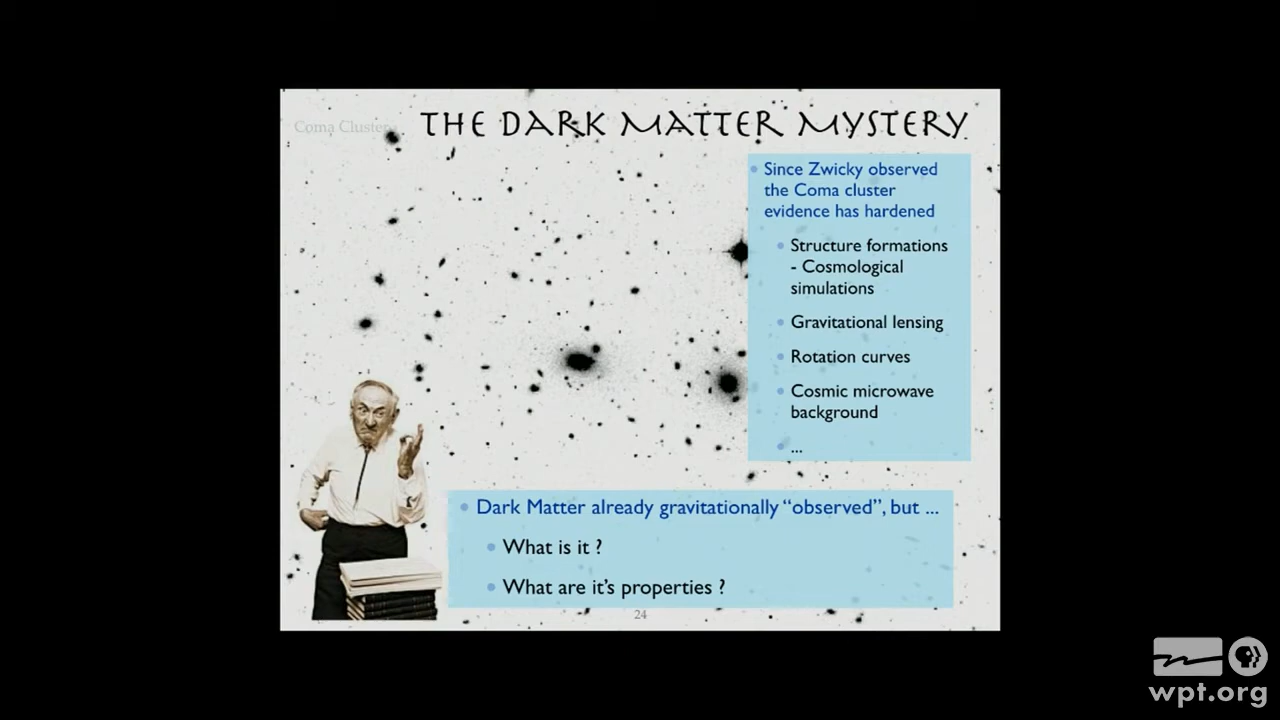 Coma Cluster
THE DARK MATTER MYSTERY
Since Zwicky observed
the Coma cluster
evidence has hardened
Structure formations
- Cosmological
simulations
Gravitational lensing
Rotation curves
Cosmic microwave
background
...
Dark Matter already gravitationally “observed”, but ...
What is it ?
What are it’s properties ?
24
wpt.org